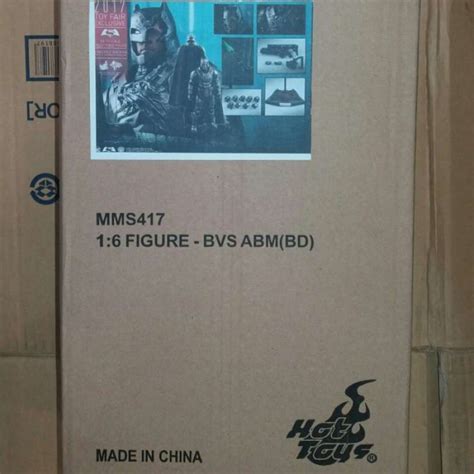 2017
TOY FAIR
EXCLUSIVE
MMS417
1:6 FIGURE - BVS ABM(BD)
MADE IN CHINA
HOT
TOYS